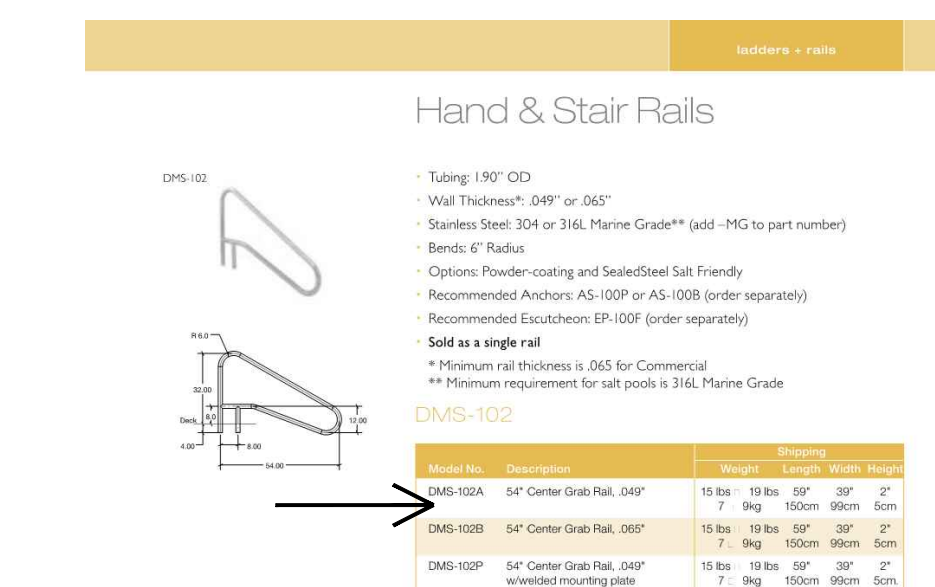 ladders + rails
Hand & Stair Rails
DMS-102
• Tubing: 1.90" OD
• Wall Thickness*: .049" or .065"
• Stainless Steel: 304 or 316L Marine Grade** (add –MG to part number)
• Bends: 6" Radius
• Options: Powder-coating and SealedSteel Salt Friendly
• Recommended Anchors: AS-100P or AS-100B (order separately)
• Recommended Escutcheon: EP-100F (order separately)
• Sold as a single rail
* Minimum rail thickness is .065 for Commercial
** Minimum requirement for salt pools is 316L Marine Grade
R 6.0
32.00
Deck
8.0
12.00
4.00
8.00
54.00
DMS-102
Shipping
Model No. Description Weight Length Width Height
DMS-102A 54" Center Grab Rail, .049" 15 lbs 19 lbs 59" 39" 2"
7 9kg 150cm 99cm 5cm
DMS-102B 54" Center Grab Rail, .065" 15 lbs 19 lbs 59" 39" 2"
7 9kg 150cm 99cm 5cm
DMS-102P 54" Center Grab Rail, .049" 15 lbs 19 lbs 59" 39" 2"
w/welded mounting plate 7 9kg 150cm 99cm 5cm.